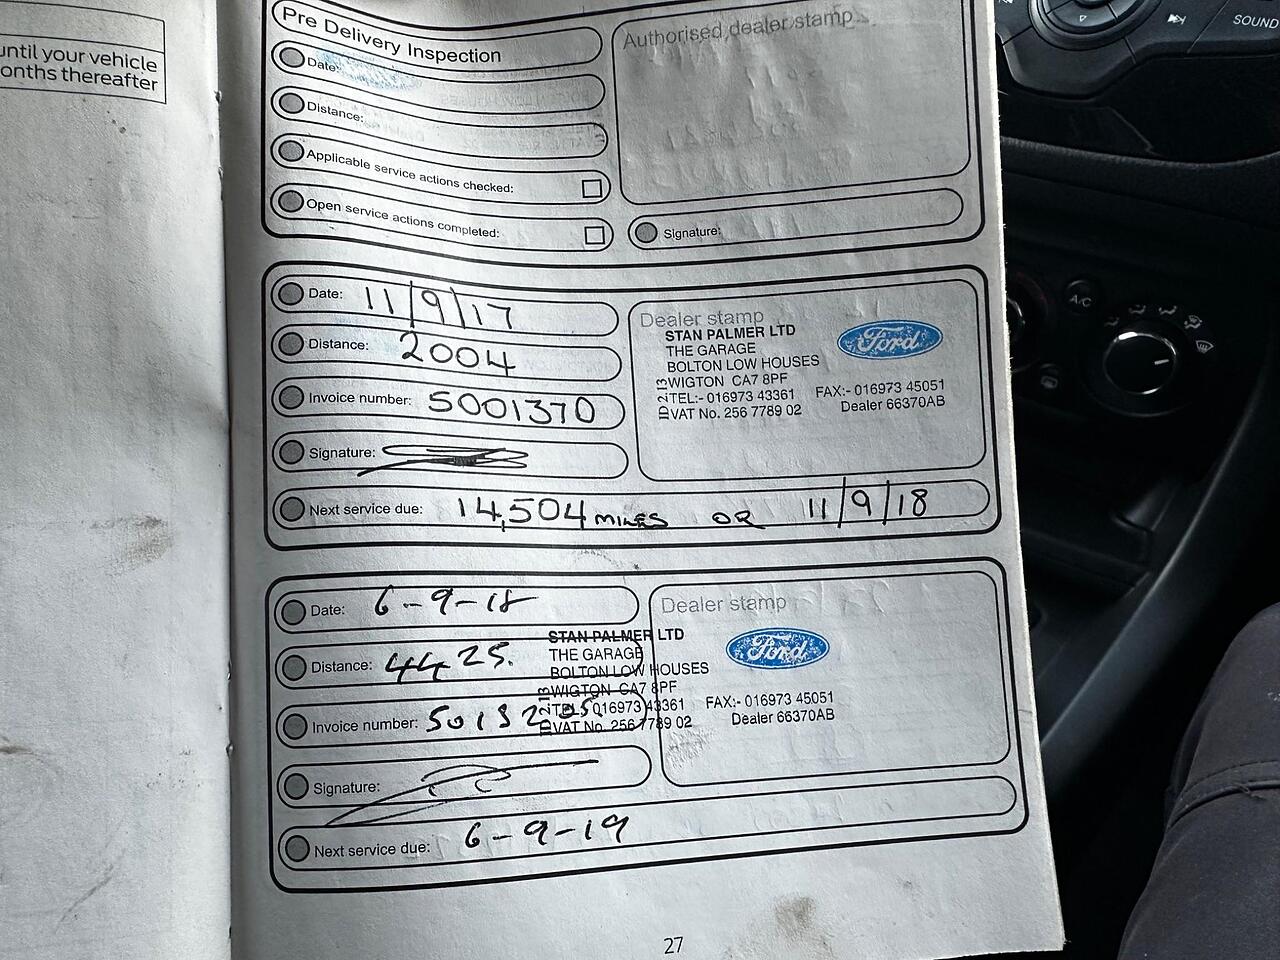 until your vehicle
onths thereafter
Pre Delivery Inspection
Authorised dealer stamp
Date:
Distance:
Applicable service actions checked:
Open service actions completed:
Signature:
Date: 11/9/17
Distance: 2004
Invoice number: 5001370
Signature:
Next service due: 14,504 MILES OR 11/9/18
Dealer stamp
STAN PALMER LTD
THE GARAGE
BOLTON LOW HOUSES
WIGTON CA7 8PF
TEL:- 016973 43361 FAX:- 016973 45051
VAT No. 256 7789 02 Dealer 66370AB
Ford
Date: 6-9-18
Distance: 4425.
Invoice number:
Signature:
Next service due: 6-9-19
Dealer stamp
STAN PALMER LTD
THE GARAGE
BOLTON LOW HOUSES
WIGTON CA7 8PF
TEL:- 016973 43361 FAX:- 016973 45051
VAT No. 256 7789 02 Dealer 66370AB
Ford
27
SOUND
A/C